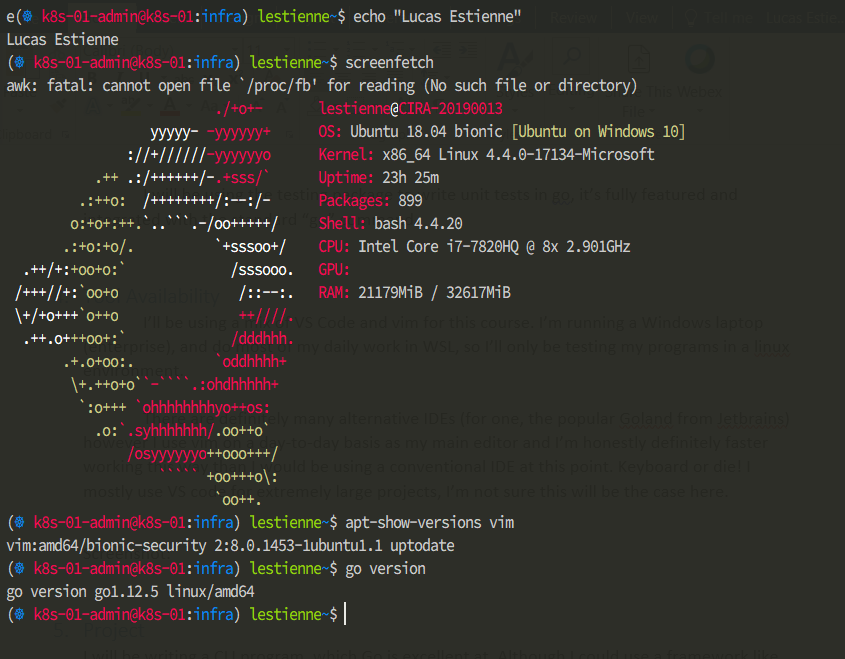 e(☸ k8s-01-admin@k8s-01:infra) lestienne~$ echo "Lucas Estienne"
Lucas Estienne
(☸ k8s-01-admin@k8s-01:infra) lestienne~$ screenfetch
awk: fatal: cannot open file `/proc/fb' for reading (No such file or directory)
                          ./+o+-       lestienne@CIRA-20190013
                  yyyyy- -yyyyyy+      OS: Ubuntu 18.04 bionic [Ubuntu on Windows 10]
               ://+//////-yyyyyyo      Kernel: x86_64 Linux 4.4.0-17134-Microsoft
           .++ .:/++++++/-.+sss/`      Uptime: 23h 25m
         .:++o:  /++++++++/:--:/-      Packages: 899
        o:+o+:++.`..```.-/oo+++++/     Shell: bash 4.4.20
       .:+o:+o/.          `+sssoo+/    CPU: Intel Core i7-7820HQ @ 8x 2.901GHz
  .++/+:+oo+o:`             /sssooo.   GPU:
 /+++//+:`oo+o               /::--:.   RAM: 21179MiB / 32617MiB
 \+/+o+++`o++o               ++////.
  .++.o+++oo+:`             /dddhhh.
       .+.o+oo:.          `oddhhhh+
        \+.++o+o``-````.:ohdhhhhh+
         `:o+++ `ohhhhhhhhyo++os:
           .o:`.syhhhhhhh/.oo++o`
               /osyyyyyyo++ooo+++/
                   ````` +oo+++o\:
                          `oo++.
(☸ k8s-01-admin@k8s-01:infra) lestienne~$ apt-show-versions vim
vim:amd64/bionic-security 2:8.0.1453-1ubuntu1.1 uptodate
(☸ k8s-01-admin@k8s-01:infra) lestienne~$ go version
go version go1.12.5 linux/amd64
(☸ k8s-01-admin@k8s-01:infra) lestienne~$